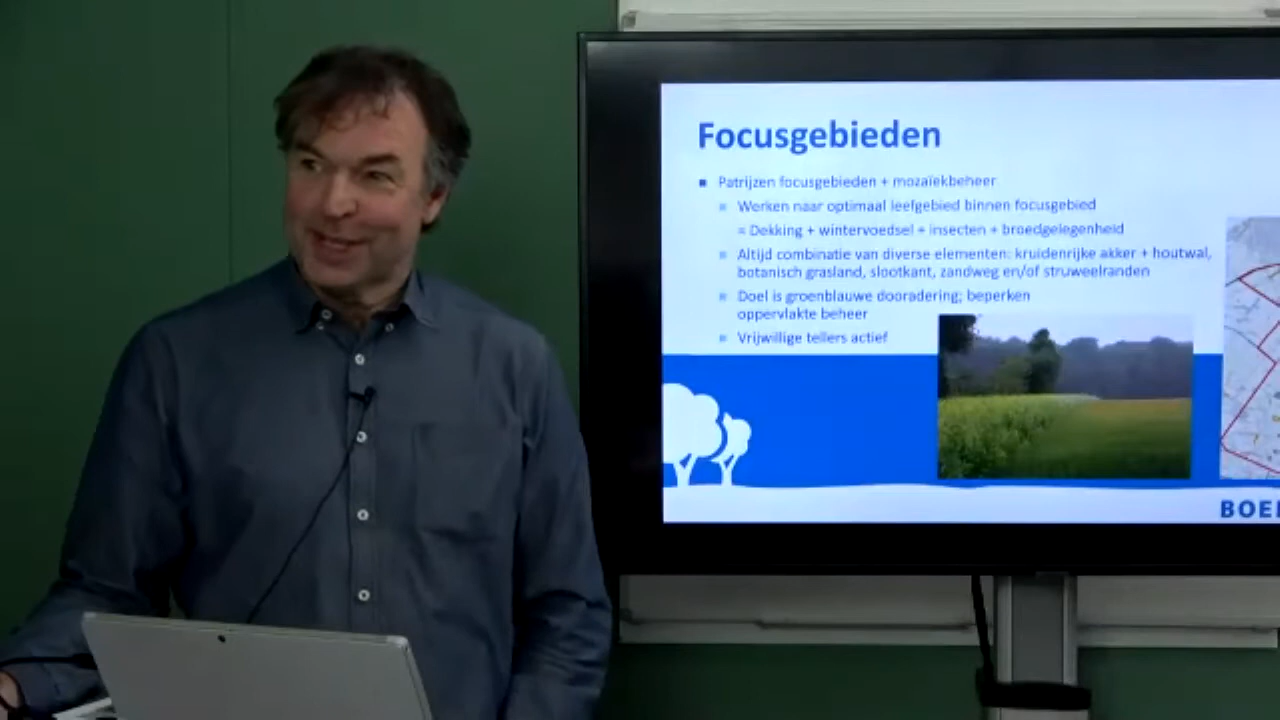 Focusgebieden
Patrijzen focusgebieden + mozaïekbeheer
Werken naar optimaal leefgebied binnen focusgebied
= Dekking + wintervoedsel + insecten + broedgelegenheid
Altijd combinatie van diverse elementen: kruidenrijke akker + houtwal,
botanisch grasland, slootkant, zandweg en/of struweelranden
Doel is groenblauwe dooradering; beperken
oppervlakte beheer
Vrijwillige tellers actief